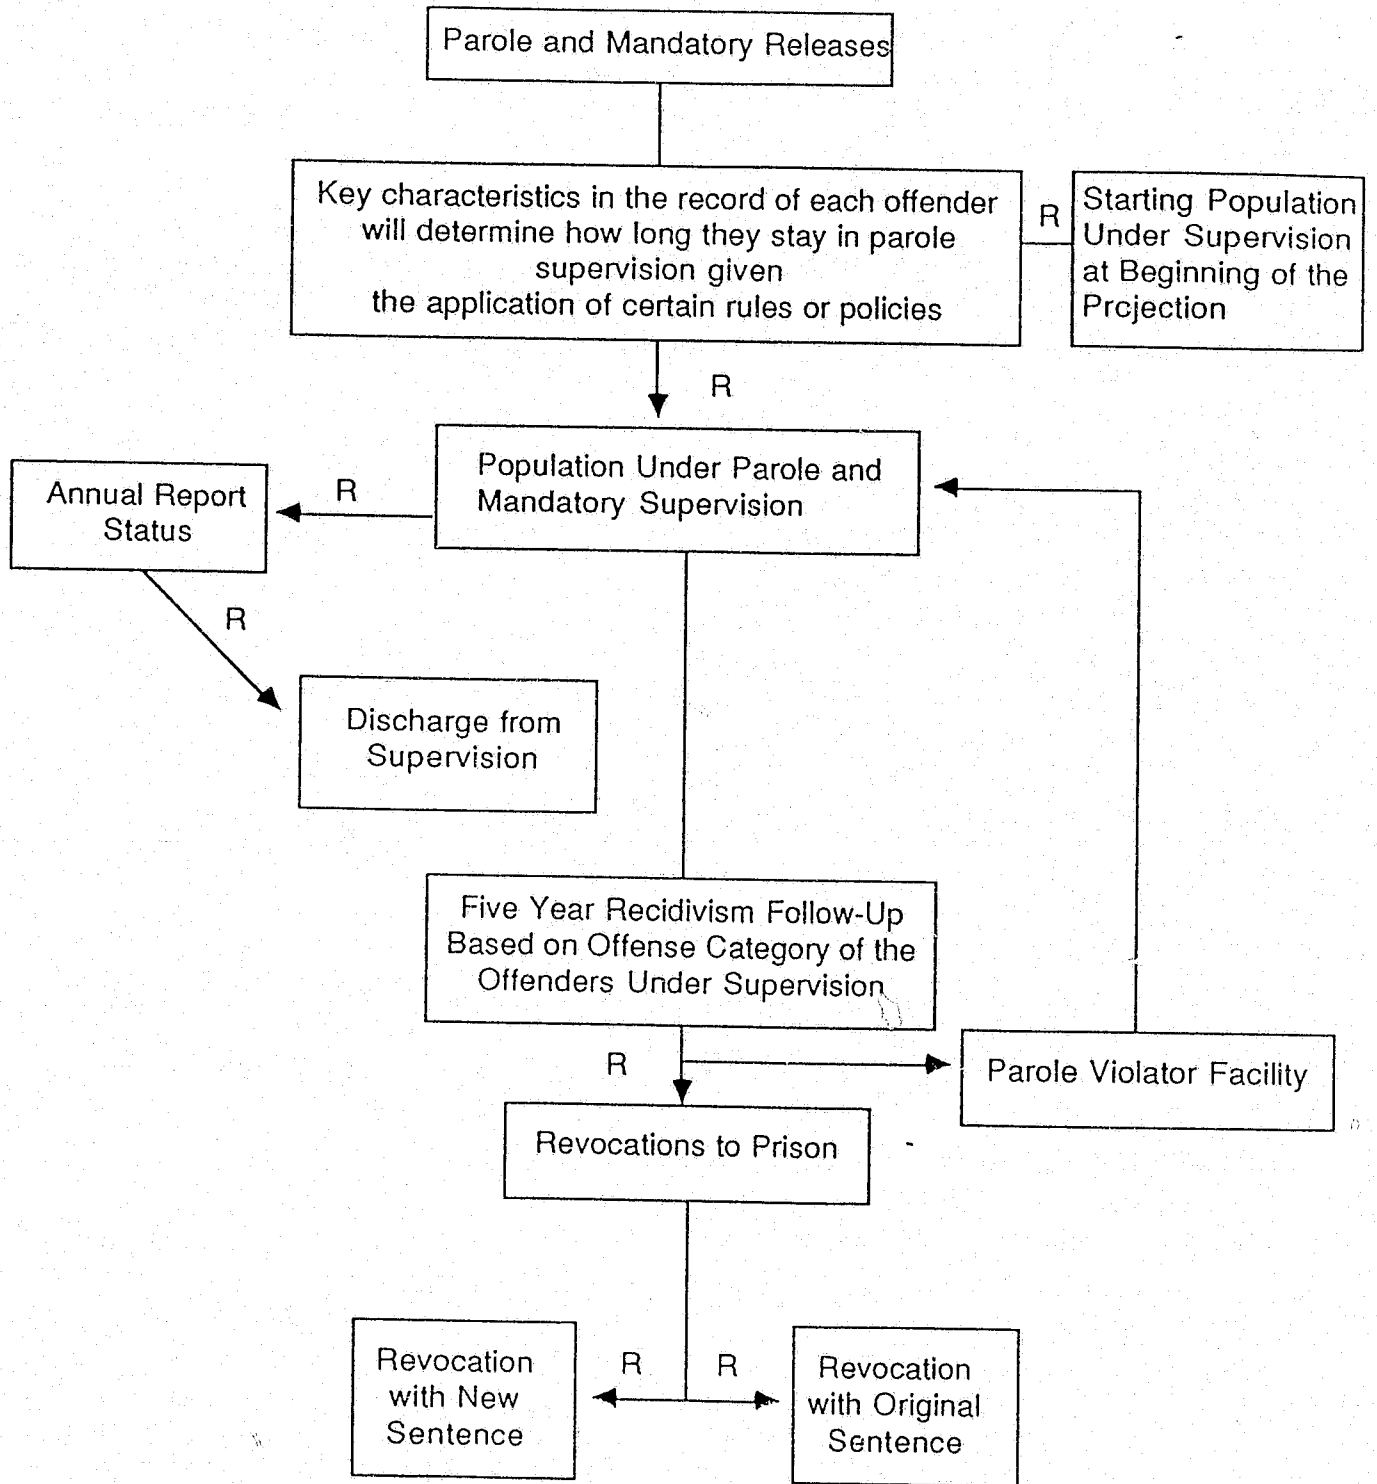 Parole and Mandatory Releases
Key characteristics in the record of each offender
will determine how long they stay in parole
supervision given
the application of certain rules or policies
R
Starting Population
Under Supervision
at Beginning of the
Prcjection
R
Population Under Parole and
Mandatory Supervision
R
Annual Report
Status
R
Discharge from
Supervision
Five Year Recidivism Follow-Up
Based on Offense Category of the
Offenders Under Supervision
R
Parole Violator Facility
Revocations to Prison
Revocation
with New
Sentence
R
R
Revocation
with Original
Sentence